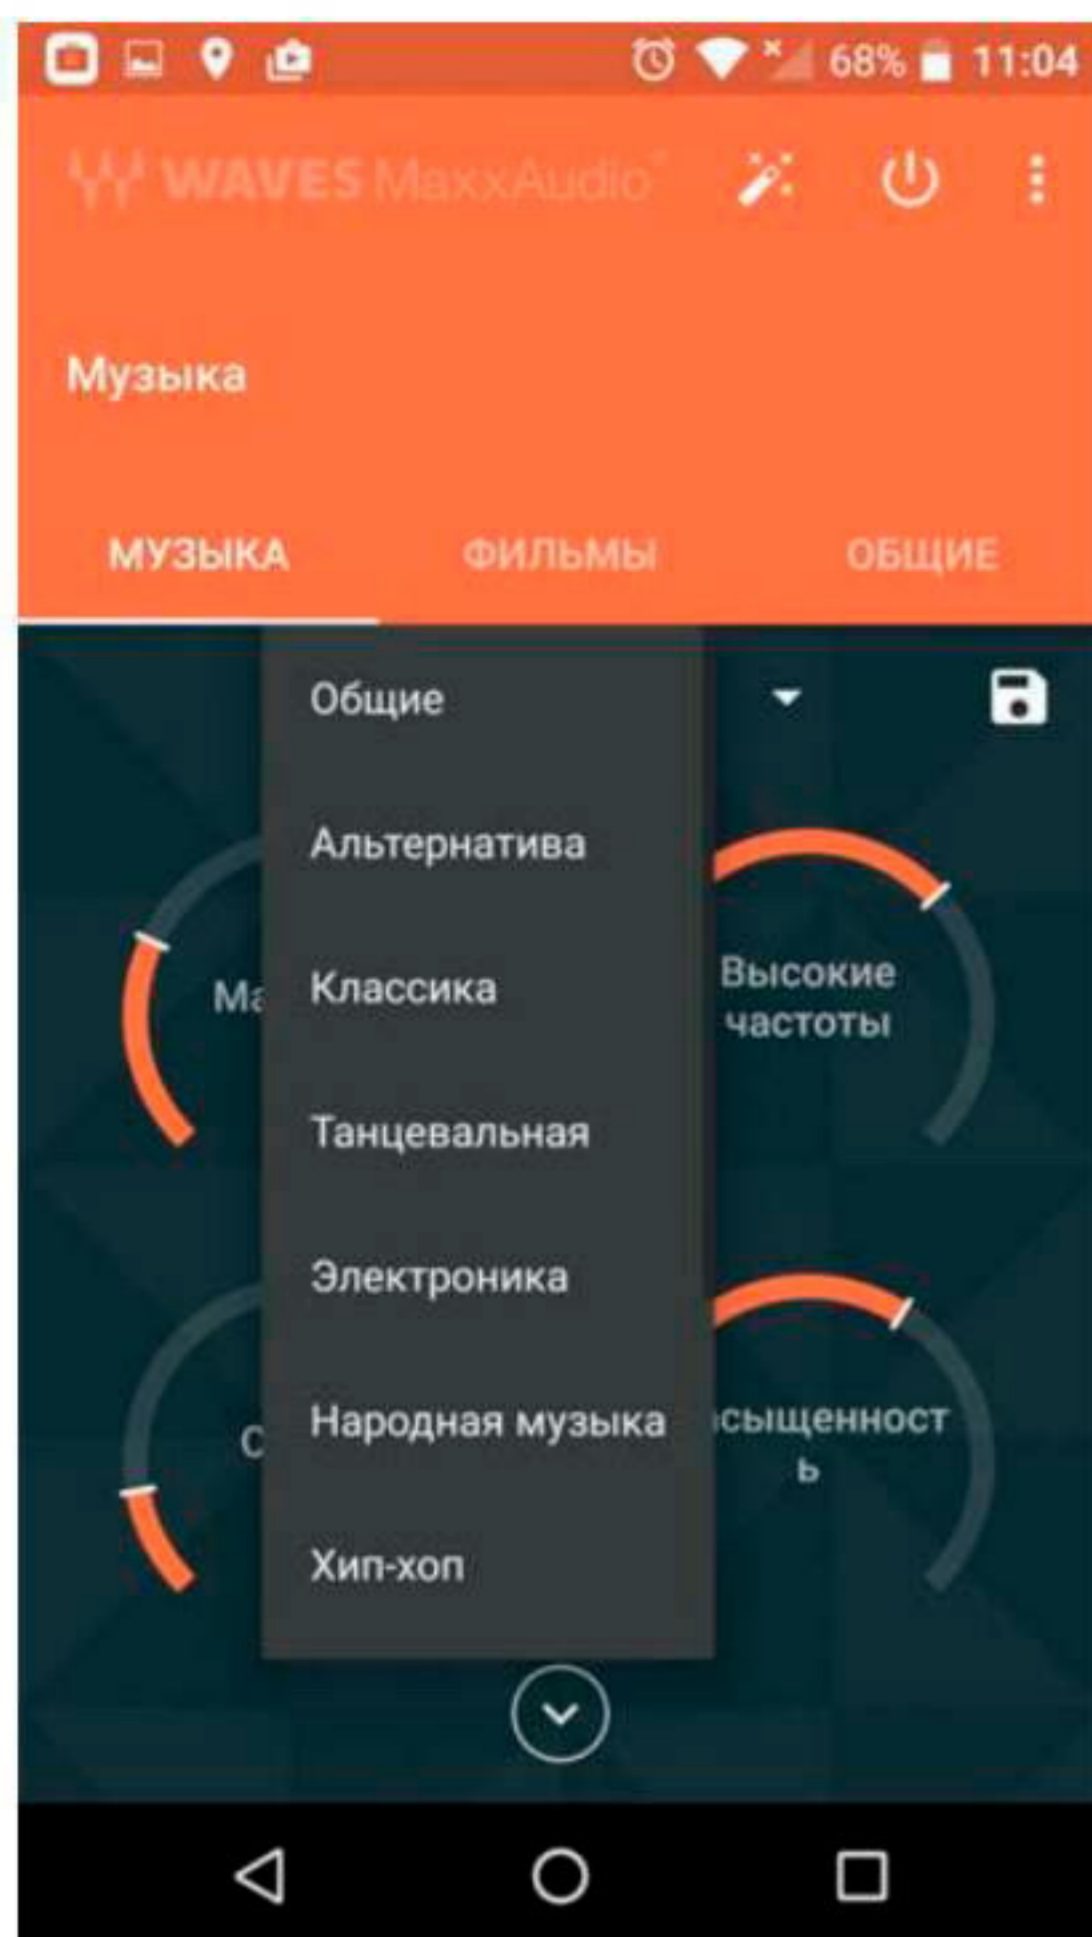 68% 11:04
WAVES MaxxAudio
Музыка
МУЗЫКА ФИЛЬМЫ ОБЩИЕ
Общие
Альтернатива
Классика
Высокие
частоты
Танцевальная
Электроника
Народная музыка
ь
Хип-хоп